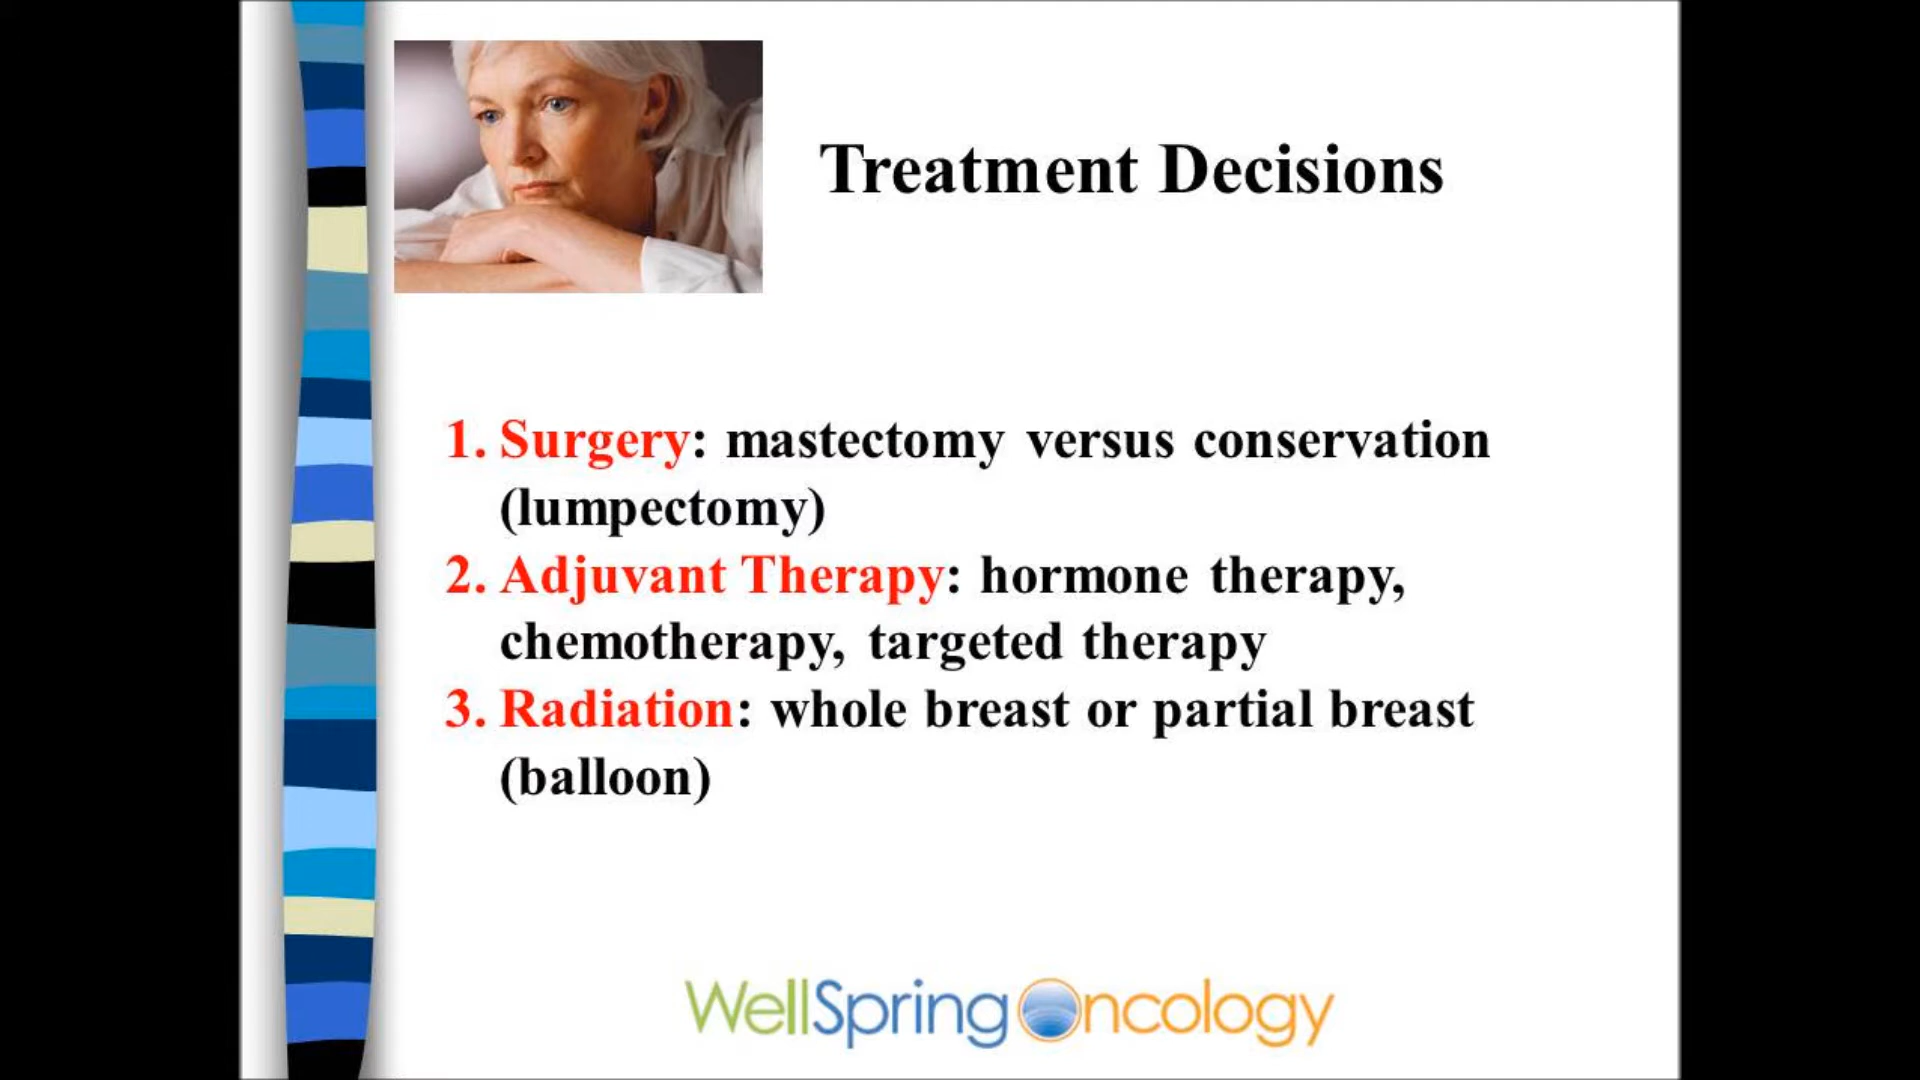 Treatment Decisions
1. Surgery: mastectomy versus conservation
(lumpectomy)
2. Adjuvant Therapy: hormone therapy,
chemotherapy, targeted therapy
3. Radiation: whole breast or partial breast
(balloon)
WellSpring Oncology